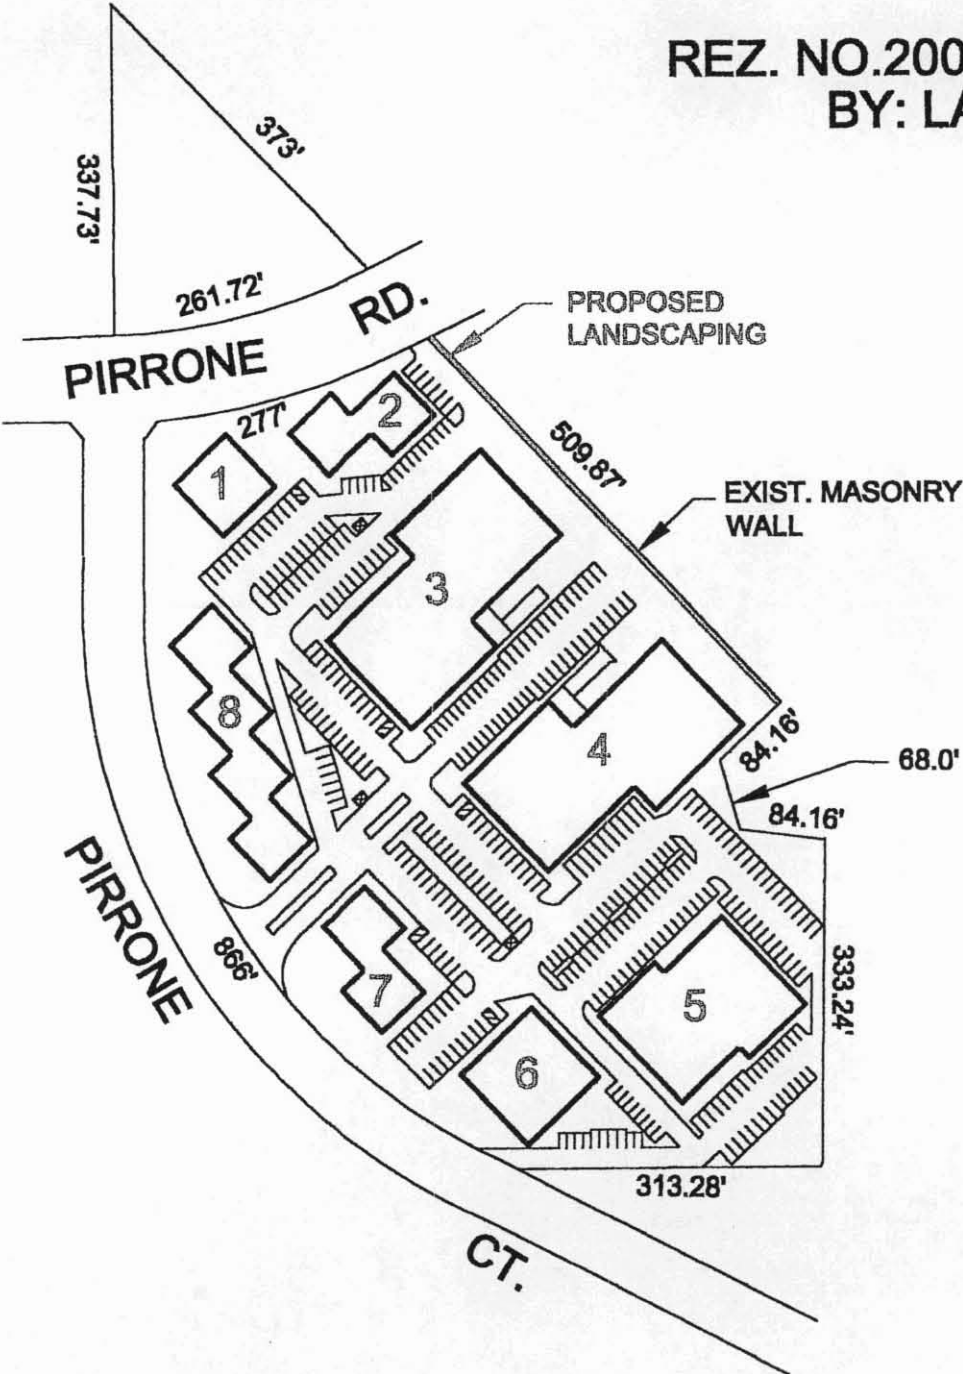 REZ. NO.200
BY: LA
373'
337.73'
261.72'
PIRRONE RD.
PROPOSED
LANDSCAPING
277'
2
1
509.87'
EXIST. MASONRY
WALL
3
8
4
84.16'
68.0'
84.16'
PIRRONE CT.
866'
7
5
333.24'
6
313.28'